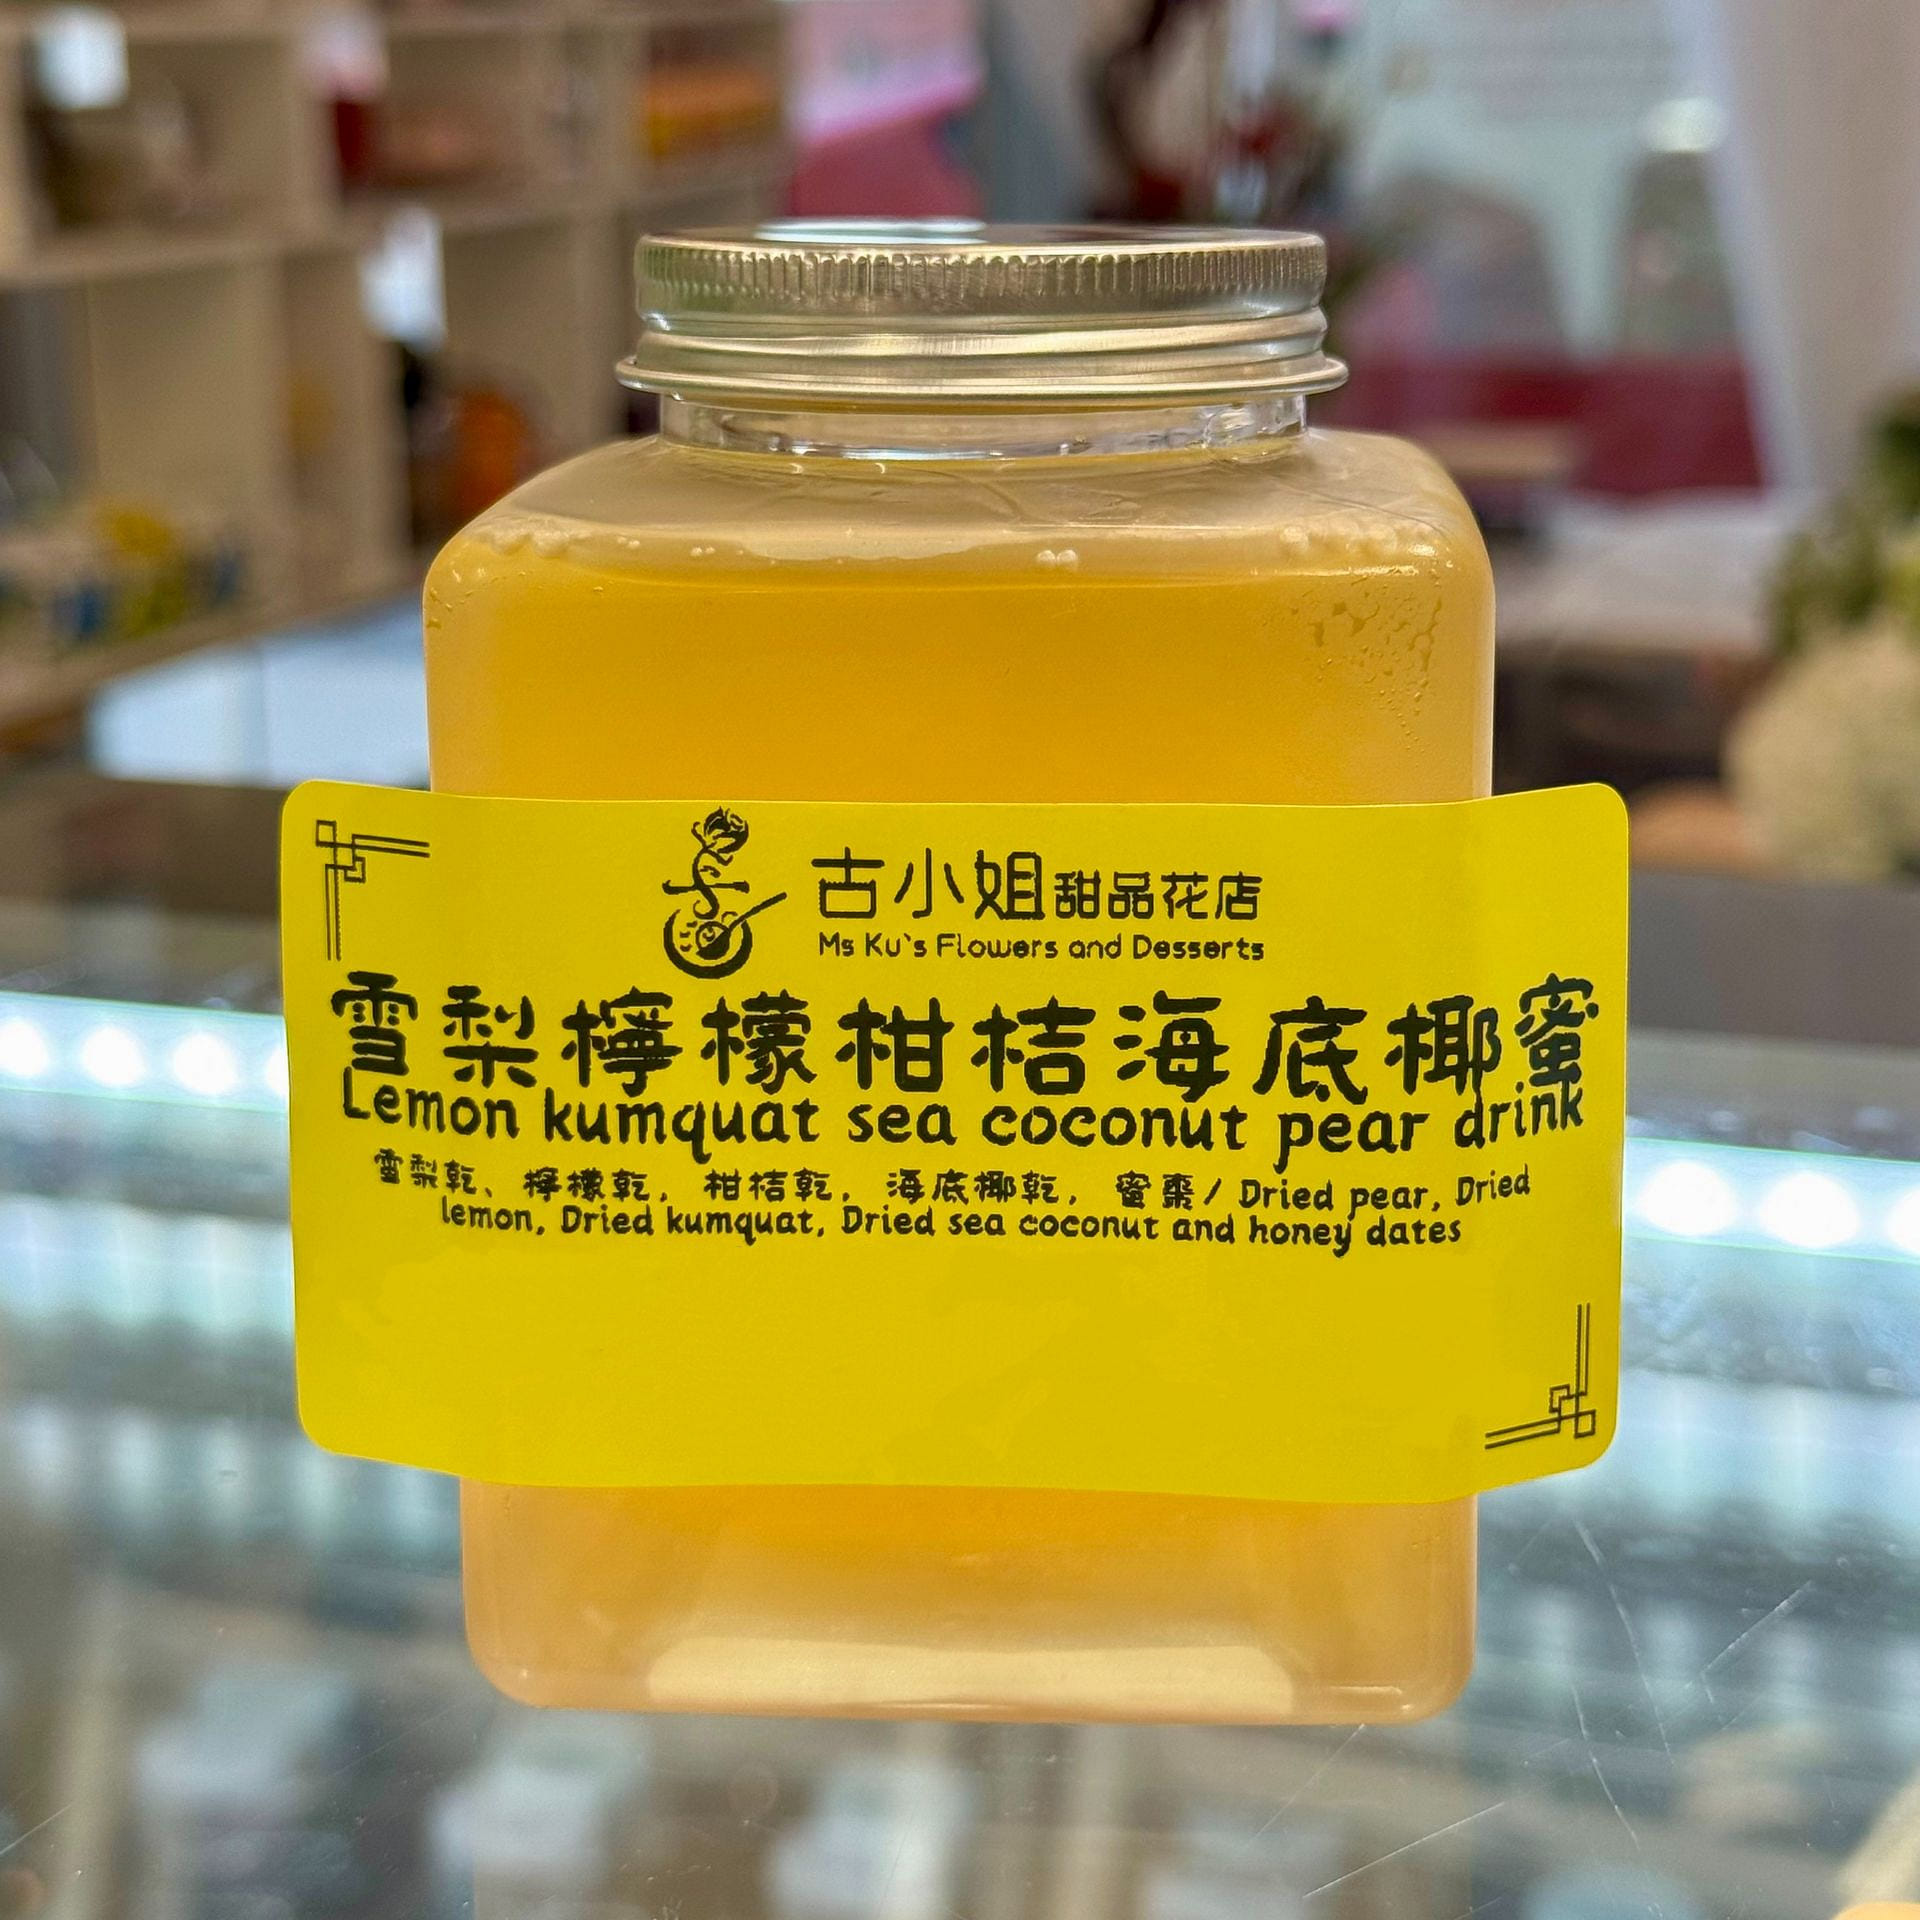 古小姐甜品花店
Ms Ku's Flowers and Desserts
雪梨檸檬柑桔海底椰蜜
Lemon kumquat sea coconut pear drink
雪梨乾、檸檬乾, 柑桔乾, 海底椰乾, 蜜棗/ Dried pear, Dried
lemon, Dried kumquat, Dried sea coconut and honey dates